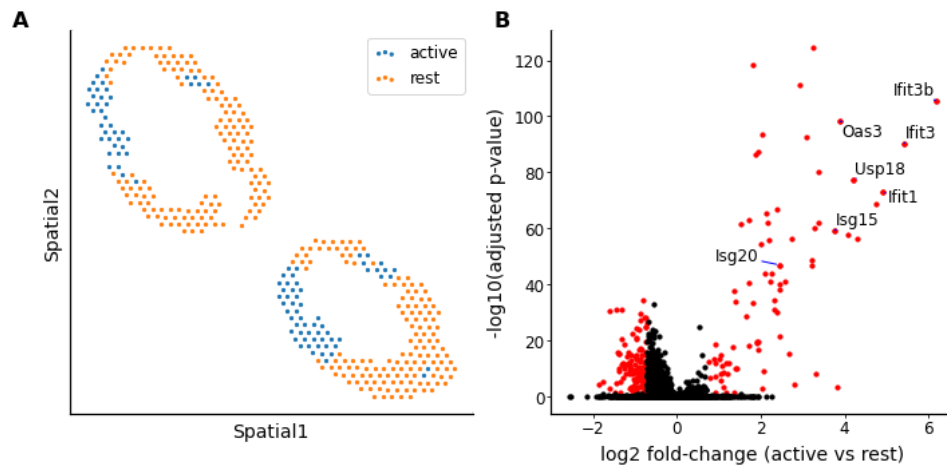 A
active
rest
Spatial2
Spatial1
B
120
100
80
60
40
20
0
-log10(adjusted p-value)
Ifit3b
Oas3
Ifit3
Usp18
Ifit1
Isg15
Isg20
−2
0
2
4
6
log2 fold-change (active vs rest)